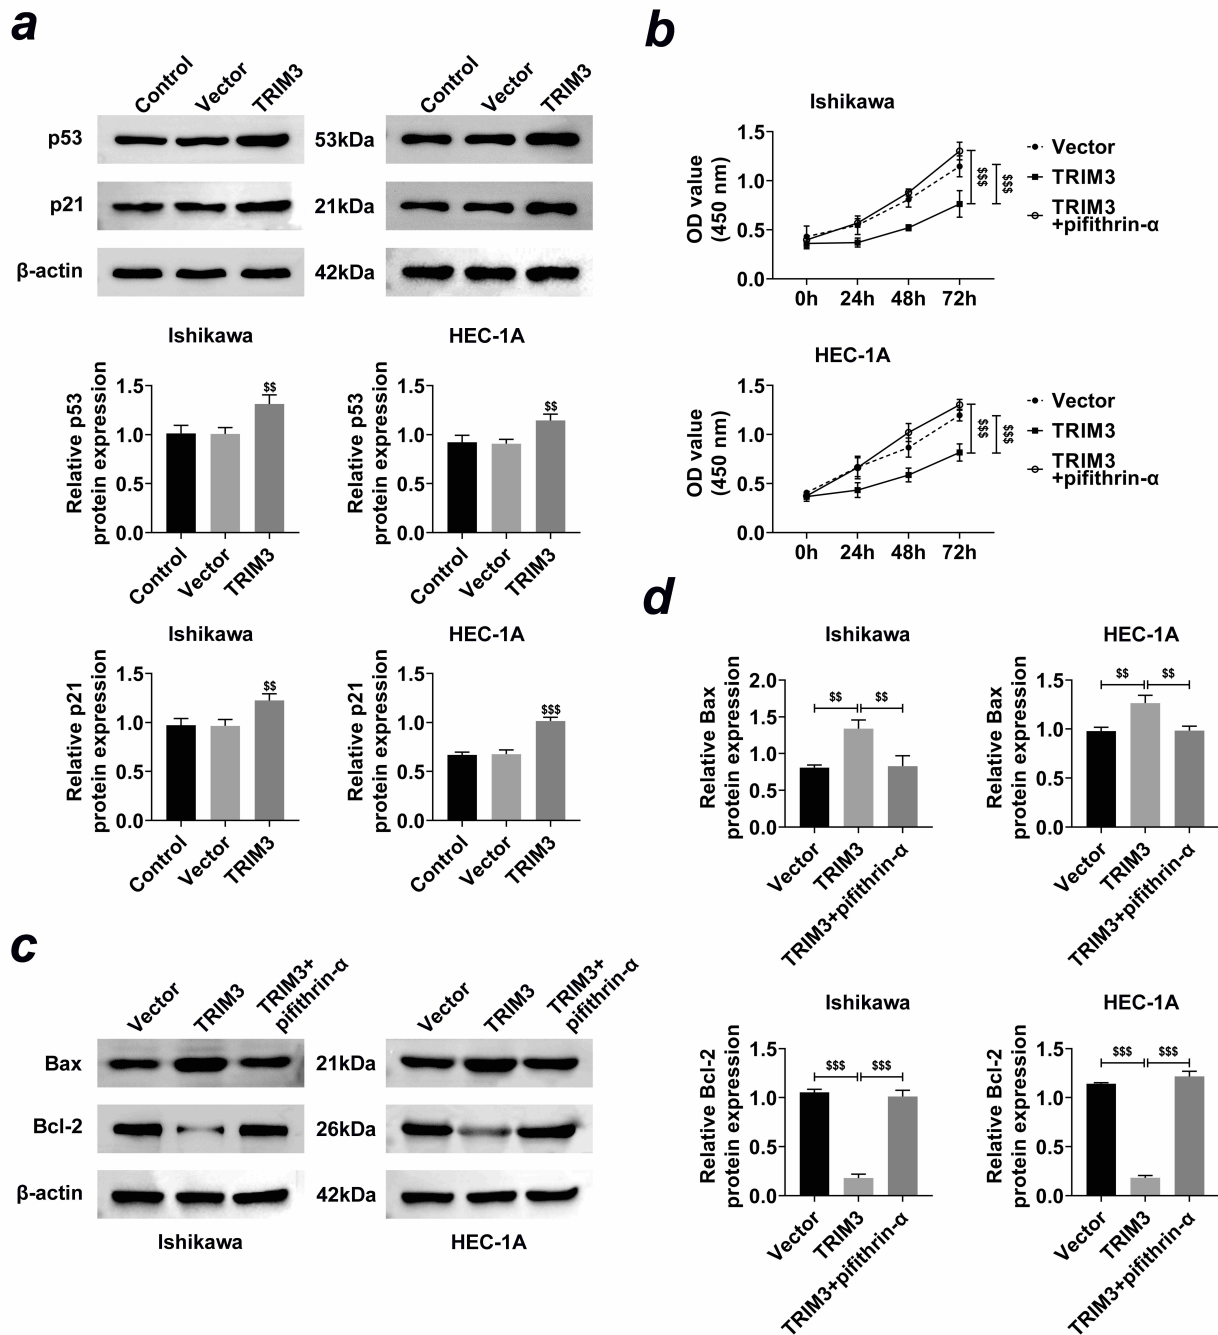 a
Control
Vector
TRIM3
Control
Vector
TRIM3
p53
53kDa
p21
21kDa
β-actin
42kDa
Ishikawa
HEC-1A
Relative p53
protein expression
1.5
1.0
0.5
0.0
$$
Control
Vector
TRIM3
Relative p53
protein expression
1.5
1.0
0.5
0.0
$$
Control
Vector
TRIM3
Ishikawa
HEC-1A
Relative p21
protein expression
1.5
1.0
0.5
0.0
$$
Control
Vector
TRIM3
Relative p21
protein expression
1.5
1.0
0.5
0.0
$$$
Control
Vector
TRIM3
b
Ishikawa
OD value
(450 nm)
1.5
1.0
0.5
0.0
0h 24h 48h 72h
$$$
$$$
Vector
TRIM3
TRIM3
+pifithrin-α
HEC-1A
OD value
(450 nm)
1.5
1.0
0.5
0.0
0h 24h 48h 72h
$$$
$$$
Vector
TRIM3
TRIM3
+pifithrin-α
c
Vector
TRIM3
TRIM3+
pifithrin-α
Vector
TRIM3
TRIM3+
pifithrin-α
Bax
21kDa
Bcl-2
26kDa
β-actin
42kDa
Ishikawa
HEC-1A
d
Ishikawa
Relative Bax
protein expression
2.0
1.5
1.0
0.5
0.0
$$
$$
Vector
TRIM3
TRIM3+pifithrin-α
HEC-1A
Relative Bax
protein expression
1.5
1.0
0.5
0.0
$$
$$
Vector
TRIM3
TRIM3+pifithrin-α
Ishikawa
Relative Bcl-2
protein expression
1.5
1.0
0.5
0.0
$$$
$$$
Vector
TRIM3
TRIM3+pifithrin-α
HEC-1A
Relative Bcl-2
protein expression
1.5
1.0
0.5
0.0
$$$
$$$
Vector
TRIM3
TRIM3+pifithrin-α